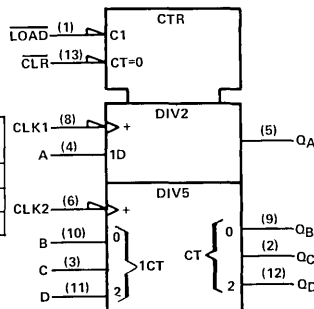 CTR
LOAD (1) C1
CLR (13) CT=0
DIV2
CLK1 (8) +
(5) QA
A (4) 1D
DIV5
CLK2 (6) +
B (10) 0 (9) QB
C (3) 1CT CT (2) QC
D (11) 2 2 (12) QD
0